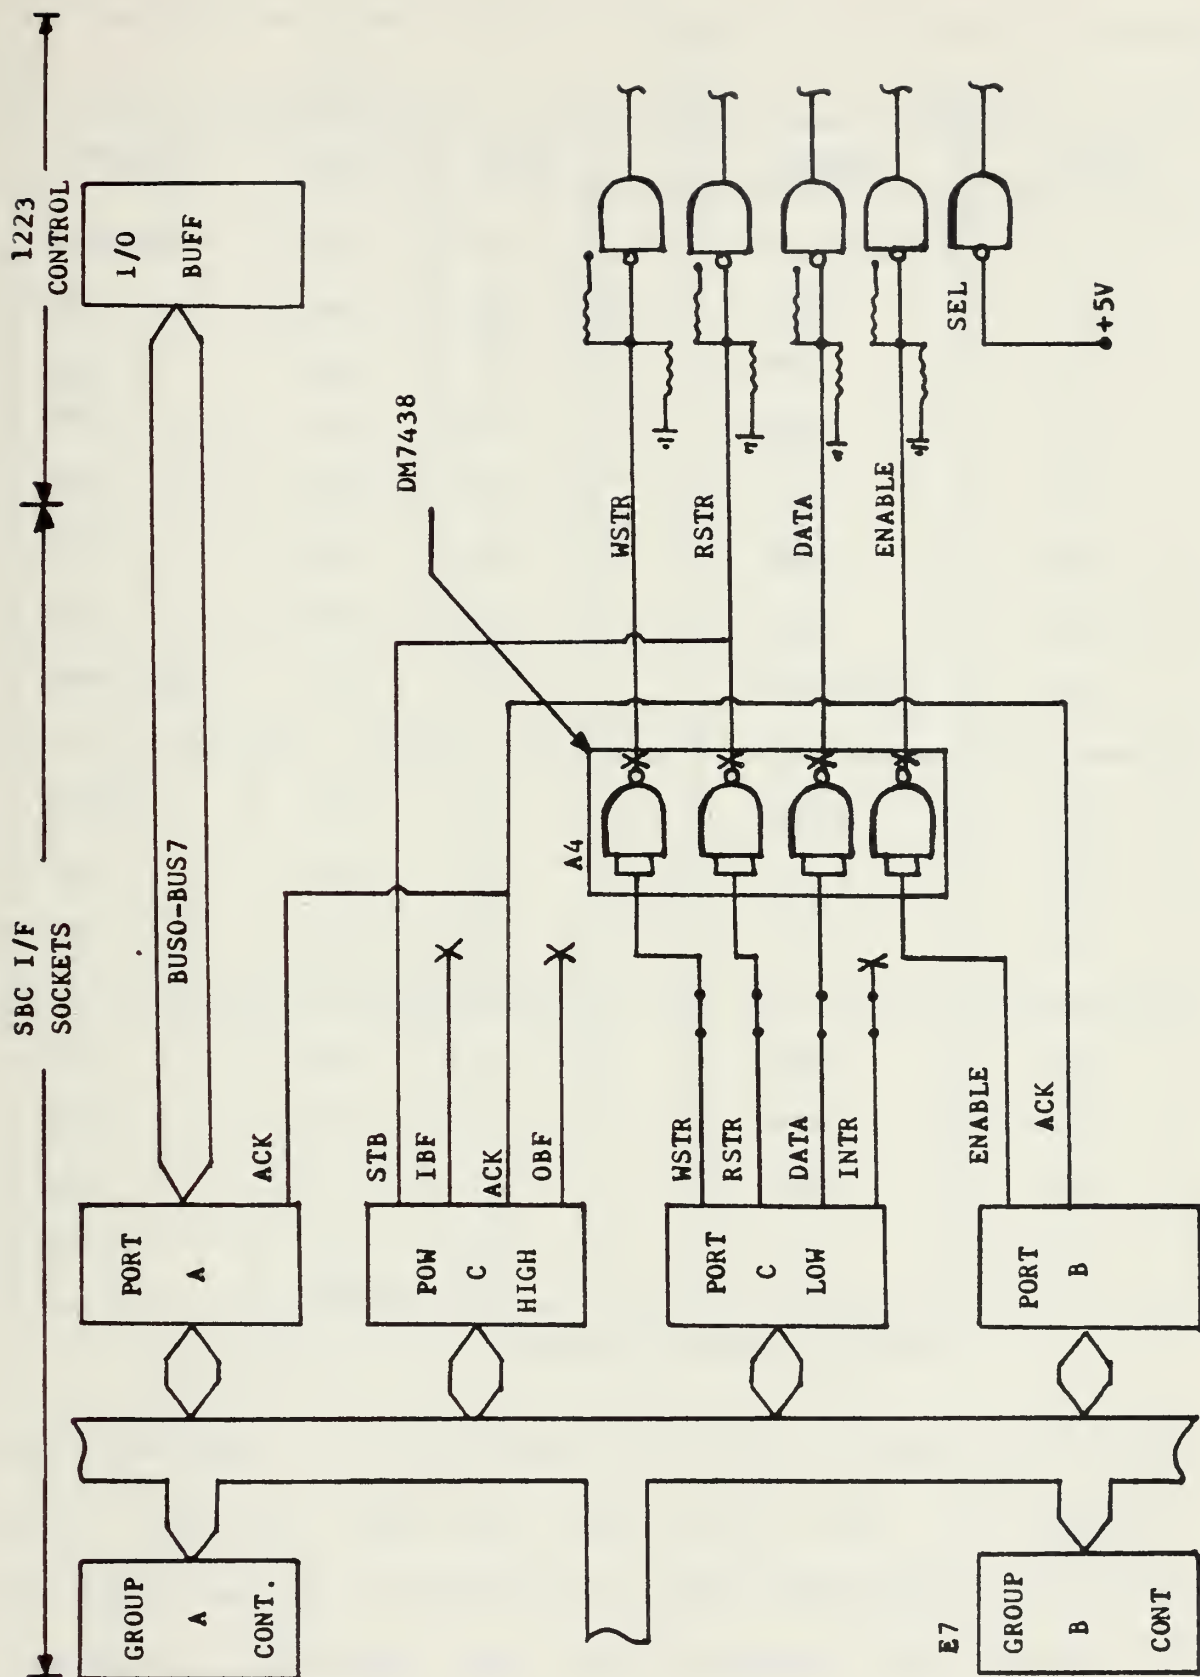 SBC I/F
SOCKETS
1223
CONTROL
GROUP
A
CONT.
PORT
A
BUS0-BUS7
I/O
BUFF
ACK
POW
C
HIGH
STB
IBF
ACK
OBF
DM7438
A4
PORT
C
LOW
WSTR
RSTR
DATA
INTR
WSTR
RSTR
DATA
ENABLE
SEL
+5V
E7
GROUP
B
CONT
PORT
B
ENABLE
ACK